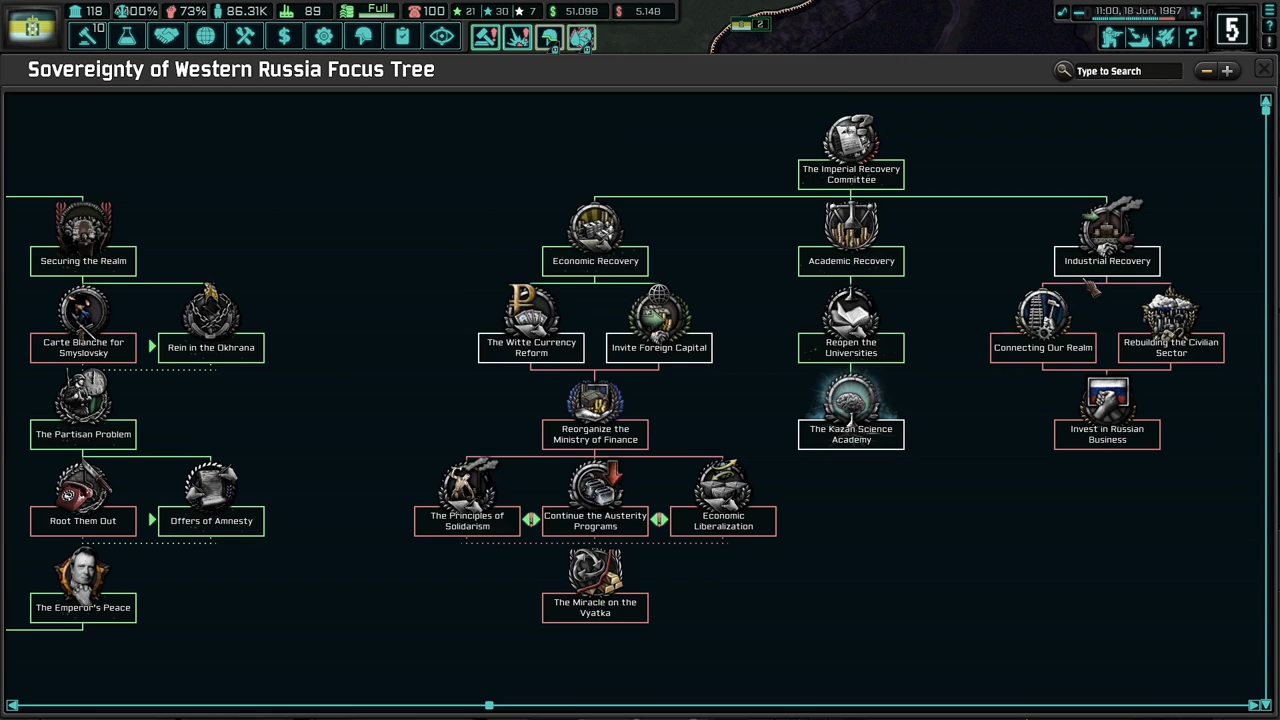 118
100%
73%
86.31K
89
Full
100
21
30
7
$ 51.09B
$ 5.14B
2
11:00, 18 Jun, 1967
5
10
$
?
Sovereignty of Western Russia Focus Tree
Type to Search
The Imperial Recovery
Committee
Securing the Realm
Economic Recovery
Academic Recovery
Industrial Recovery
Carte Blanche for
Smyslovsky
Rein in the Okhrana
The Witte Currency
Reform
Invite Foreign Capital
Reopen the
Universities
Connecting Our Realm
Rebuilding the Civilian
Sector
The Partisan Problem
Reorganize the
Ministry of Finance
The Kazan Science
Academy
Invest in Russian
Business
Root Them Out
Offers of Amnesty
The Principles of
Solidarism
Continue the Austerity
Programs
Economic
Liberalization
The Emperor's Peace
The Miracle on the
Vyatka